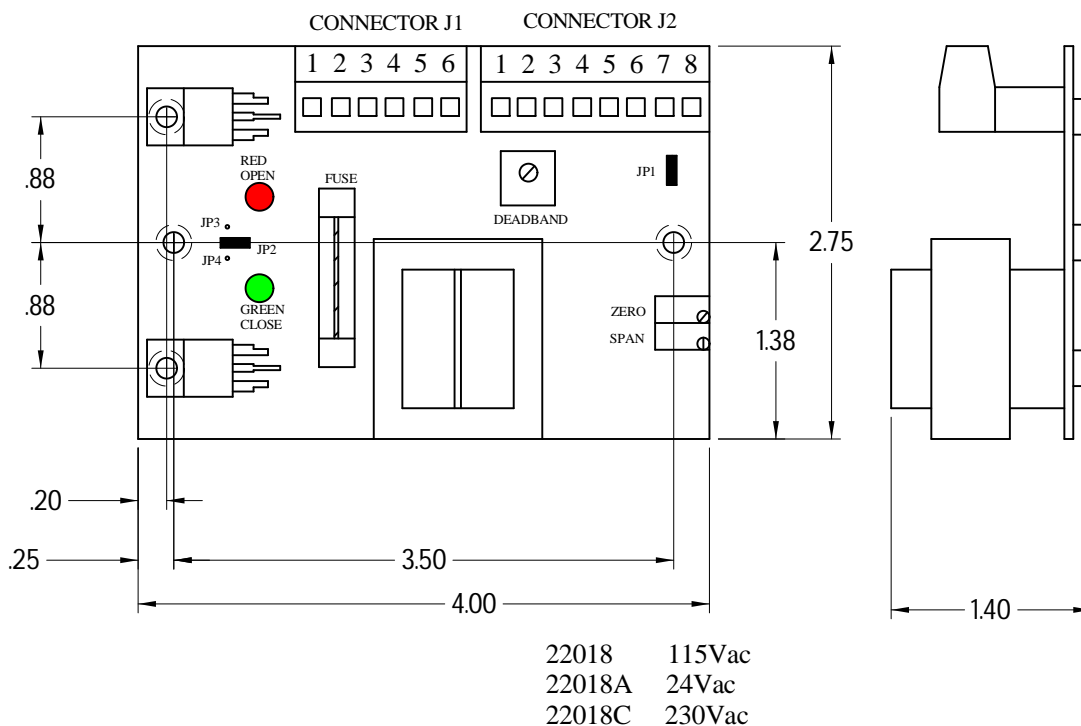 CONNECTOR J1
CONNECTOR J2
1 2 3 4 5 6
1 2 3 4 5 6 7 8
RED
OPEN
FUSE
JP1
DEADBAND
.88
JP3
JP2
JP4
2.75
.88
GREEN
CLOSE
ZERO
SPAN
1.38
.20
.25
3.50
4.00
1.40
22018 115Vac
22018A 24Vac
22018C 230Vac